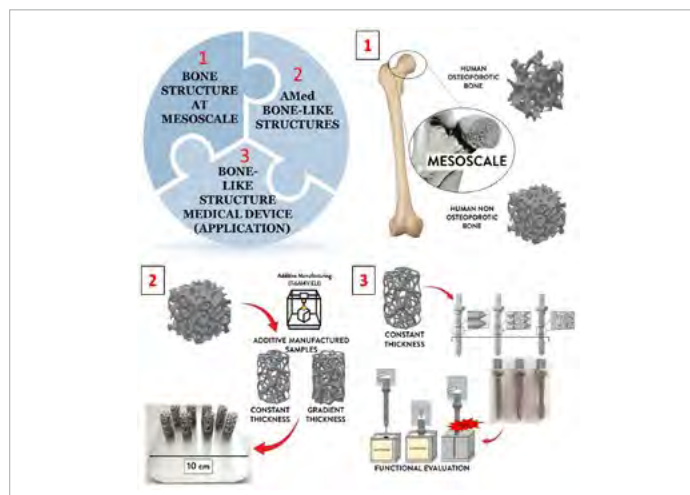 1
BONE
STRUCTURE
AT
MESOSCALE
2
AMed
BONE-LIKE
STRUCTURES
3
BONE-
LIKE
STRUCTURE
MEDICAL DEVICE
(APPLICATION)
1
HUMAN
OSTEOPOROTIC
BONE
MESOSCALE
HUMAN NON
OSTEOPOROTIC
BONE
2
Additive Manufacturing
ADDITIVE MANUFACTURED
SAMPLES
CONSTANT
THICKNESS
GRADIENT
THICKNESS
10 cm
3
CONSTANT
THICKNESS
FUNCTIONAL EVALUATION